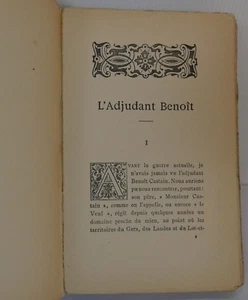 L'Adjudant Benoît
I
AVANT la guerre actuelle, je
n'avais jamais vu l'adjudant
Benoît Castain. Nous aurions
pu nous rencontrer, pourtant:
son père, « Monsieur Cas-
tain », comme on l'appelle, ou encore « le
Veuf », régit depuis quelques années un
domaine proche du mien, au point où les
territoires du Gers, des Landes et du Lot-et-